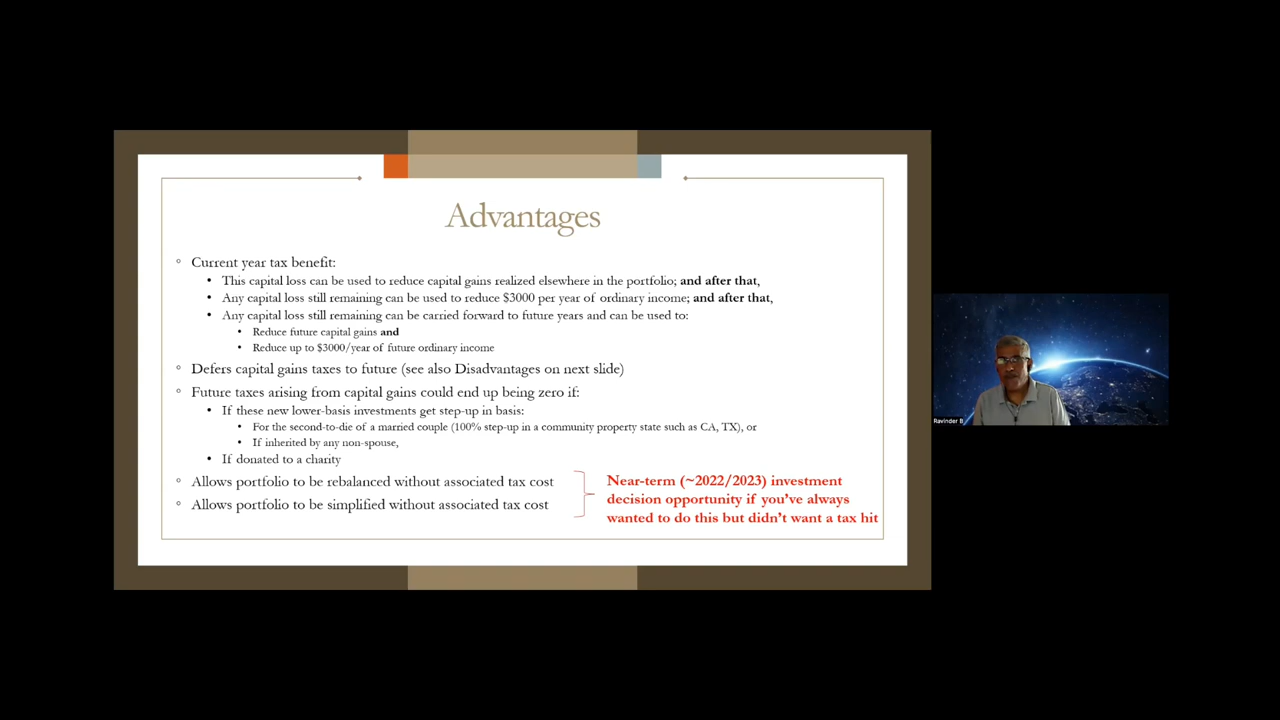 Advantages
Current year tax benefit:
This capital loss can be used to reduce capital gains realized elsewhere in the portfolio; and after that,
Any capital loss still remaining can be used to reduce $3000 per year of ordinary income; and after that,
Any capital loss still remaining can be carried forward to future years and can be used to:
Reduce future capital gains and
Reduce up to $3000/year of future ordinary income
Defers capital gains taxes to future (see also Disadvantages on next slide)
Future taxes arising from capital gains could end up being zero if:
If these new lower-basis investments get step-up in basis:
For the second-to-die of a married couple (100% step-up in a community property state such as CA, TX), or
If inherited by any non-spouse,
If donated to a charity
Allows portfolio to be rebalanced without associated tax cost
Allows portfolio to be simplified without associated tax cost
Near-term (~2022/2023) investment
decision opportunity if you've always
wanted to do this but didn't want a tax hit
Ravinder B